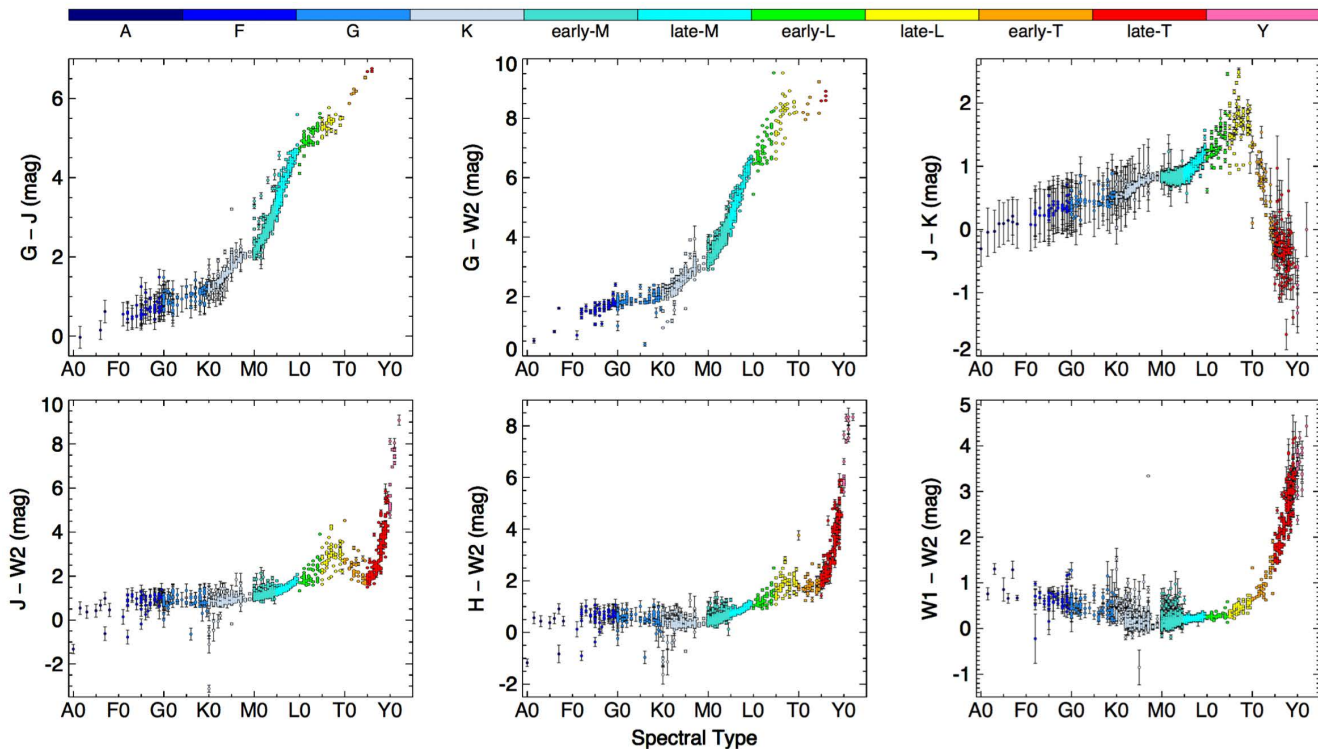 A F G K early-M late-M early-L late-L early-T late-T Y
G − J (mag)
6
4
2
0
A0 F0 G0 K0 M0 L0 T0 Y0
G − W2 (mag)
10
8
6
4
2
0
A0 F0 G0 K0 M0 L0 T0 Y0
J − K (mag)
2
1
0
-1
-2
A0 F0 G0 K0 M0 L0 T0 Y0
J − W2 (mag)
10
8
6
4
2
0
-2
A0 F0 G0 K0 M0 L0 T0 Y0
H − W2 (mag)
8
6
4
2
0
-2
A0 F0 G0 K0 M0 L0 T0 Y0
W1 − W2 (mag)
5
4
3
2
1
0
-1
A0 F0 G0 K0 M0 L0 T0 Y0
Spectral Type